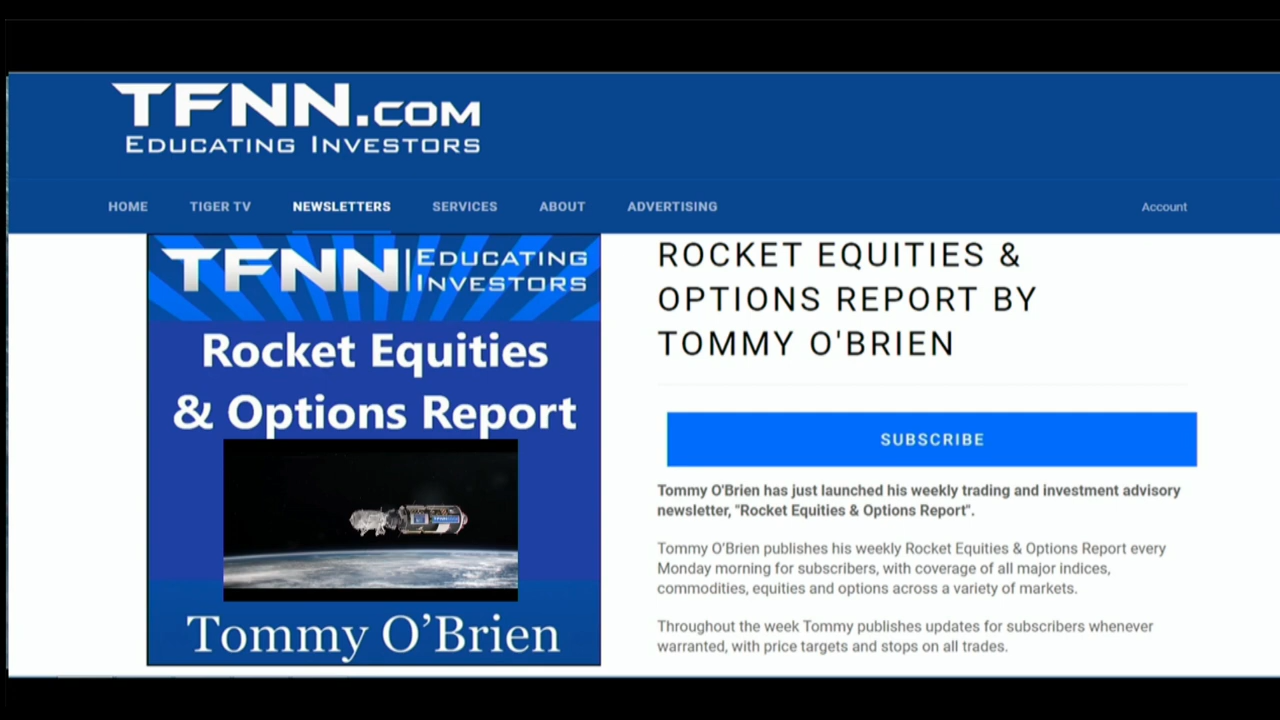 TFNN.COM
EDUCATING INVESTORS
HOME TIGER TV NEWSLETTERS SERVICES ABOUT ADVERTISING Account
TFNN EDUCATING
INVESTORS
Rocket Equities
& Options Report
Tommy O’Brien
ROCKET EQUITIES &
OPTIONS REPORT BY
TOMMY O'BRIEN
SUBSCRIBE
Tommy O'Brien has just launched his weekly trading and investment advisory
newsletter, "Rocket Equities & Options Report".
Tommy O’Brien publishes his weekly Rocket Equities & Options Report every
Monday morning for subscribers, with coverage of all major indices,
commodities, equities and options across a variety of markets.
Throughout the week Tommy publishes updates for subscribers whenever
warranted, with price targets and stops on all trades.